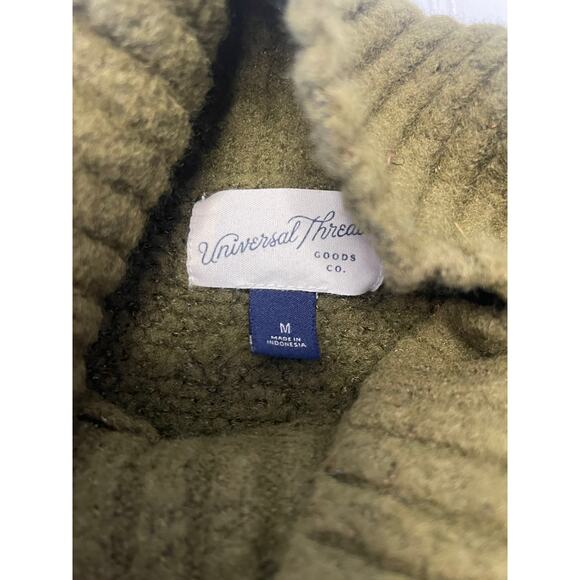 Universal Threa
GOODS
CO.
M
MADE IN
INDONESIA